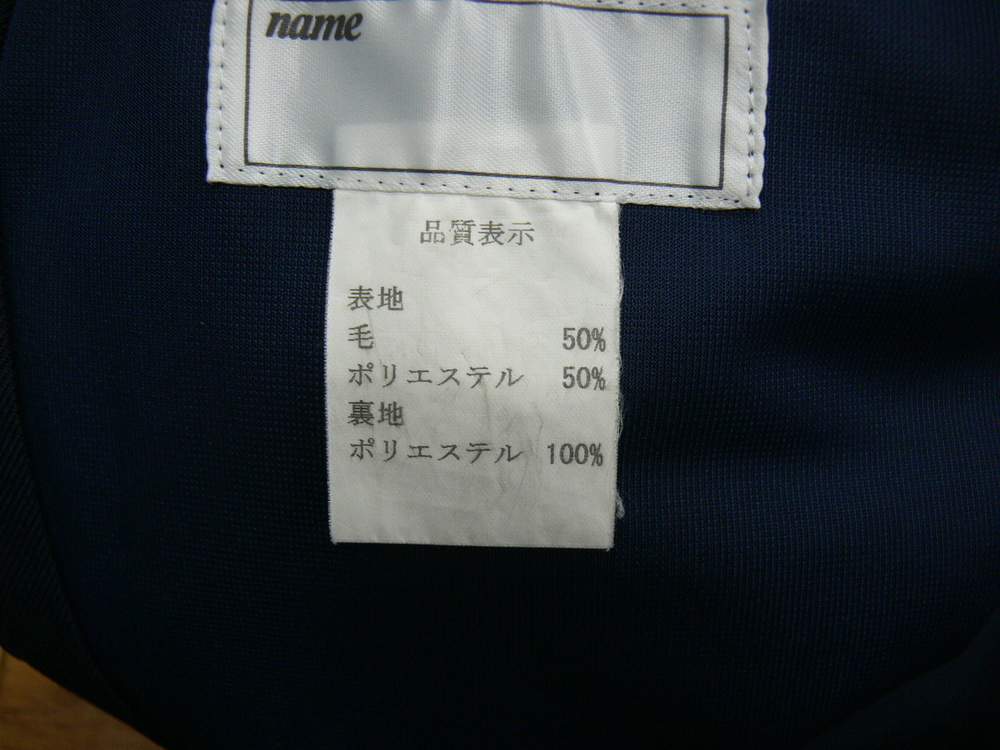 name
品質表示
表地
毛 50%
ポリエステル 50%
裏地
ポリエステル 100%